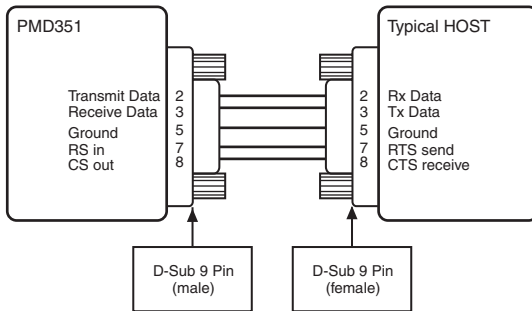 PMD351
Typical HOST
Transmit Data 2
Receive Data 3
Ground 5
RS in 7
CS out 8
2 Rx Data
3 Tx Data
5 Ground
7 RTS send
8 CTS receive
D-Sub 9 Pin
(male)
D-Sub 9 Pin
(female)